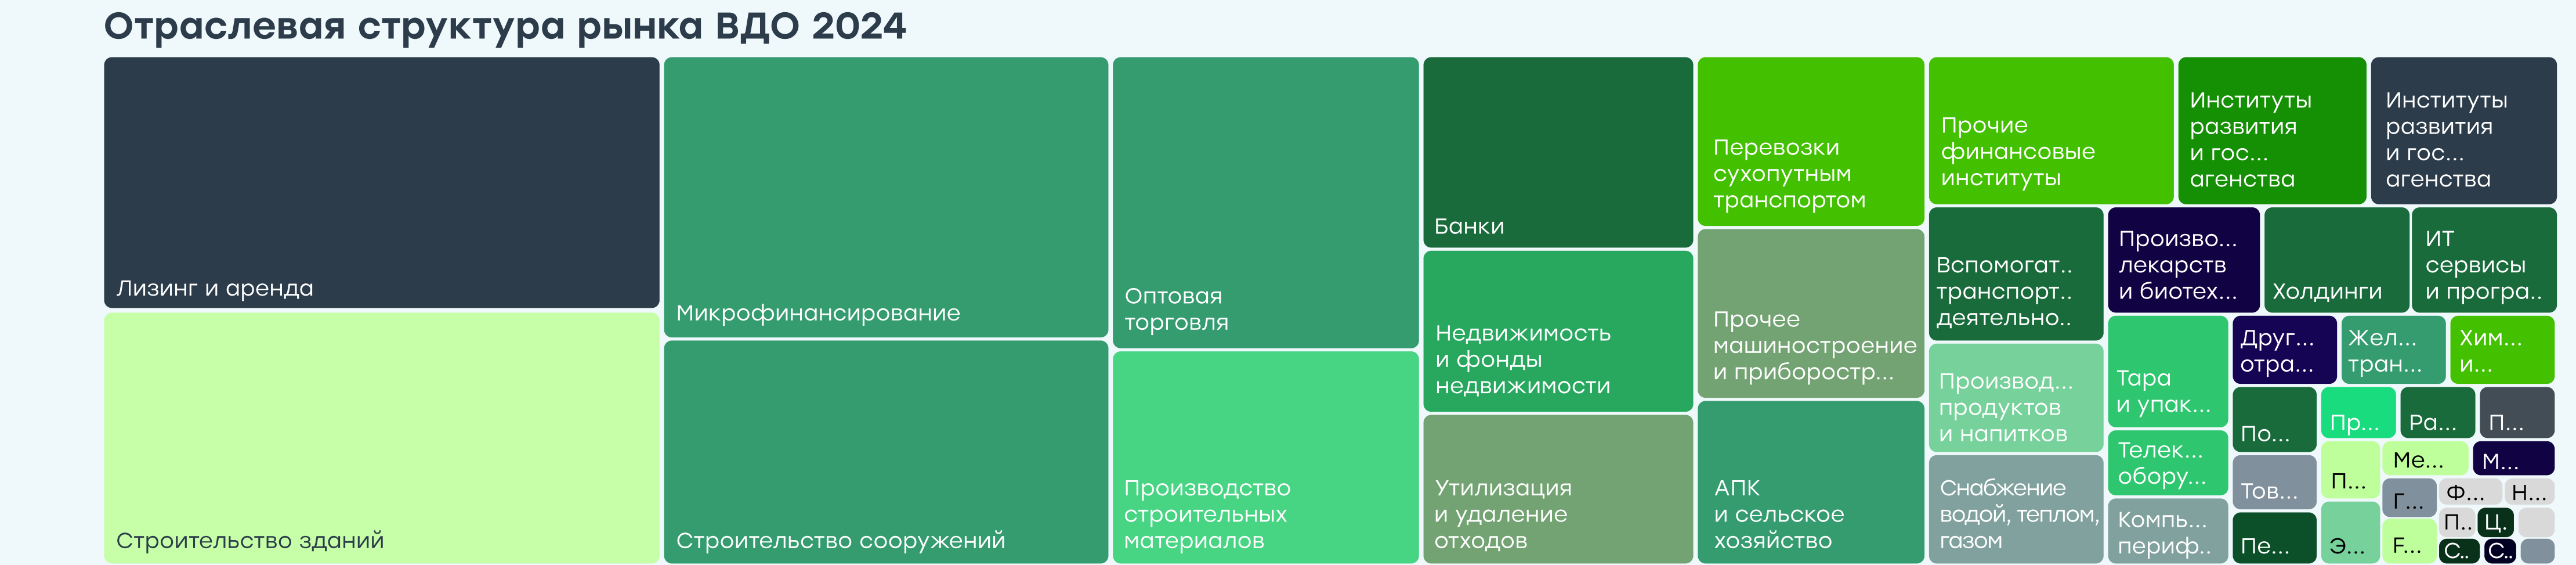 Отраслевая структура рынка ВДО 2024
Лизинг и аренда
Строительство зданий
Микрофинансирование
Строительство сооружений
Оптовая
торговля
Производство
строительных
материалов
Банки
Недвижимость
и фонды
недвижимости
Утилизация
и удаление
отходов
Перевозки
сухопутным
транспортом
Прочее
машиностроение
и приборостр...
АПК
и сельское
хозяйство
Прочие
финансовые
институты
Институты
развития
и гос...
агенства
Институты
развития
и гос...
агенства
Вспомогат..
транспорт..
деятельно..
Произво...
лекарств
и биотех...
Холдинги
ИТ
сервисы
и програ..
Производ...
продуктов
и напитков
Снабжение
водой, теплом,
газом
Тара
и упак...
Телек...
обору...
Компь...
периф..
Друг...
отра...
Жел...
тран...
Хим...
и...
По...
Пр...
Ра...
П...
Тов...
Пе...
П...
Э...
Ме...
М...
Г...
Ф...
Н...
F...
П..
Ц.
С..
С..